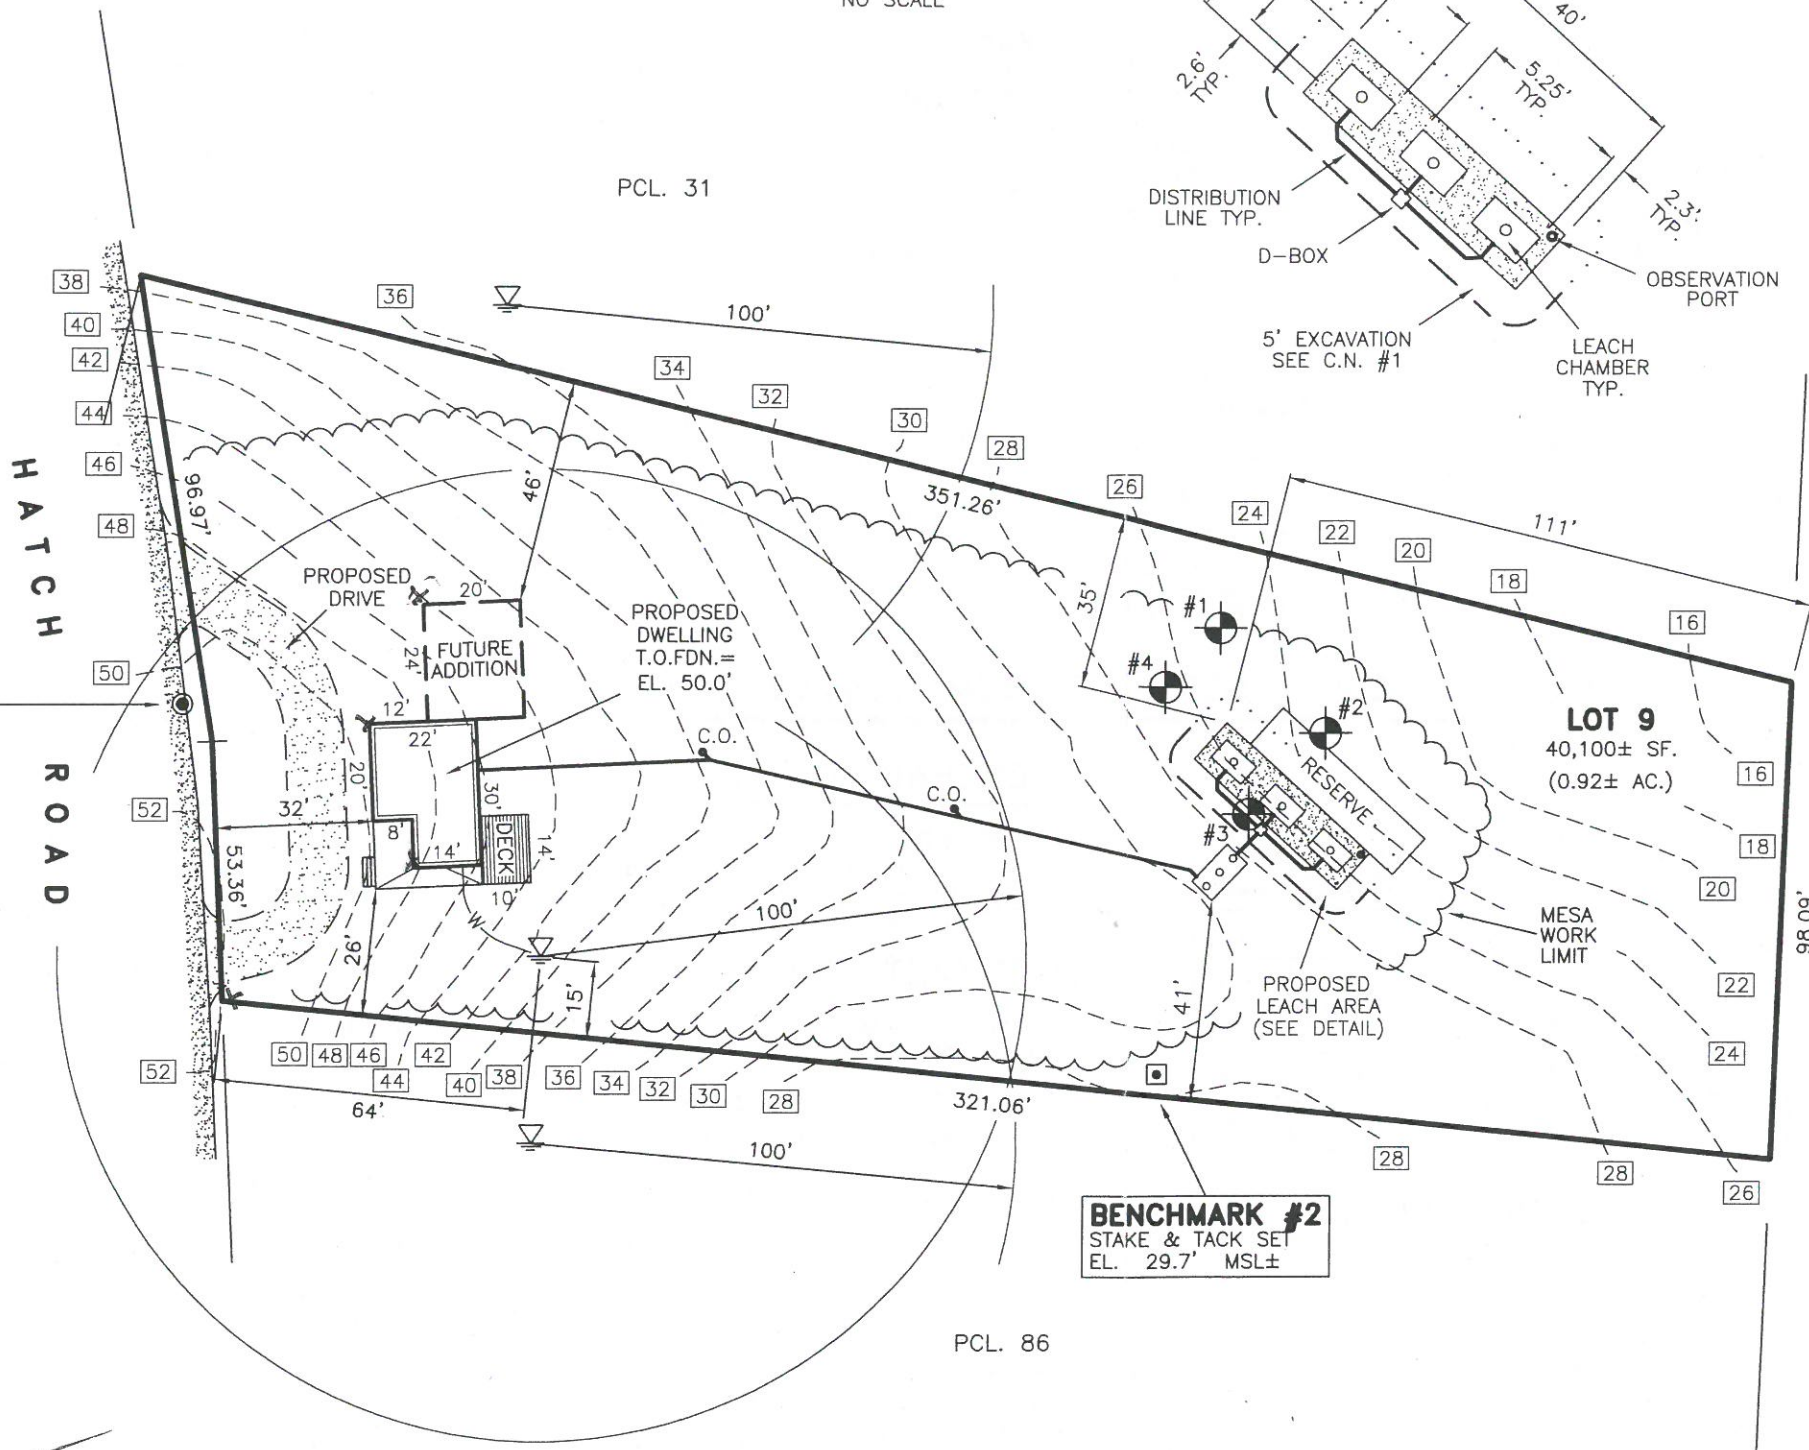 NO SCALE
40'
2.6'
TYP.
5.25'
TYP.
2.3'
TYP.
DISTRIBUTION
LINE TYP.
D-BOX
OBSERVATION
PORT
5' EXCAVATION
SEE C.N. #1
LEACH
CHAMBER
TYP.
PCL. 31
38
40
42
44
46
48
50
52
52
36
34
32
30
28
26
24
22
20
18
16
16
18
20
22
24
26
28
28
100'
351.26'
111'
96.97'
46'
35'
HATCH
ROAD
PROPOSED
DRIVE
20'
24'
FUTURE
ADDITION
PROPOSED
DWELLING
T.O.FDN.=
EL. 50.0'
12'
22'
20'
30'
8'
14'
DECK
14'
10'
32'
53.36'
26'
W
C.O.
C.O.
100'
15'
41'
#1
#4
#2
#3
RESERVE
LOT 9
40,100± SF.
(0.92± AC.)
MESA
WORK
LIMIT
98.09'
PROPOSED
LEACH AREA
(SEE DETAIL)
50
48
46
44
42
40
38
36
34
32
30
28
64'
321.06'
100'
BENCHMARK #2
STAKE & TACK SET
EL. 29.7' MSL±
PCL. 86